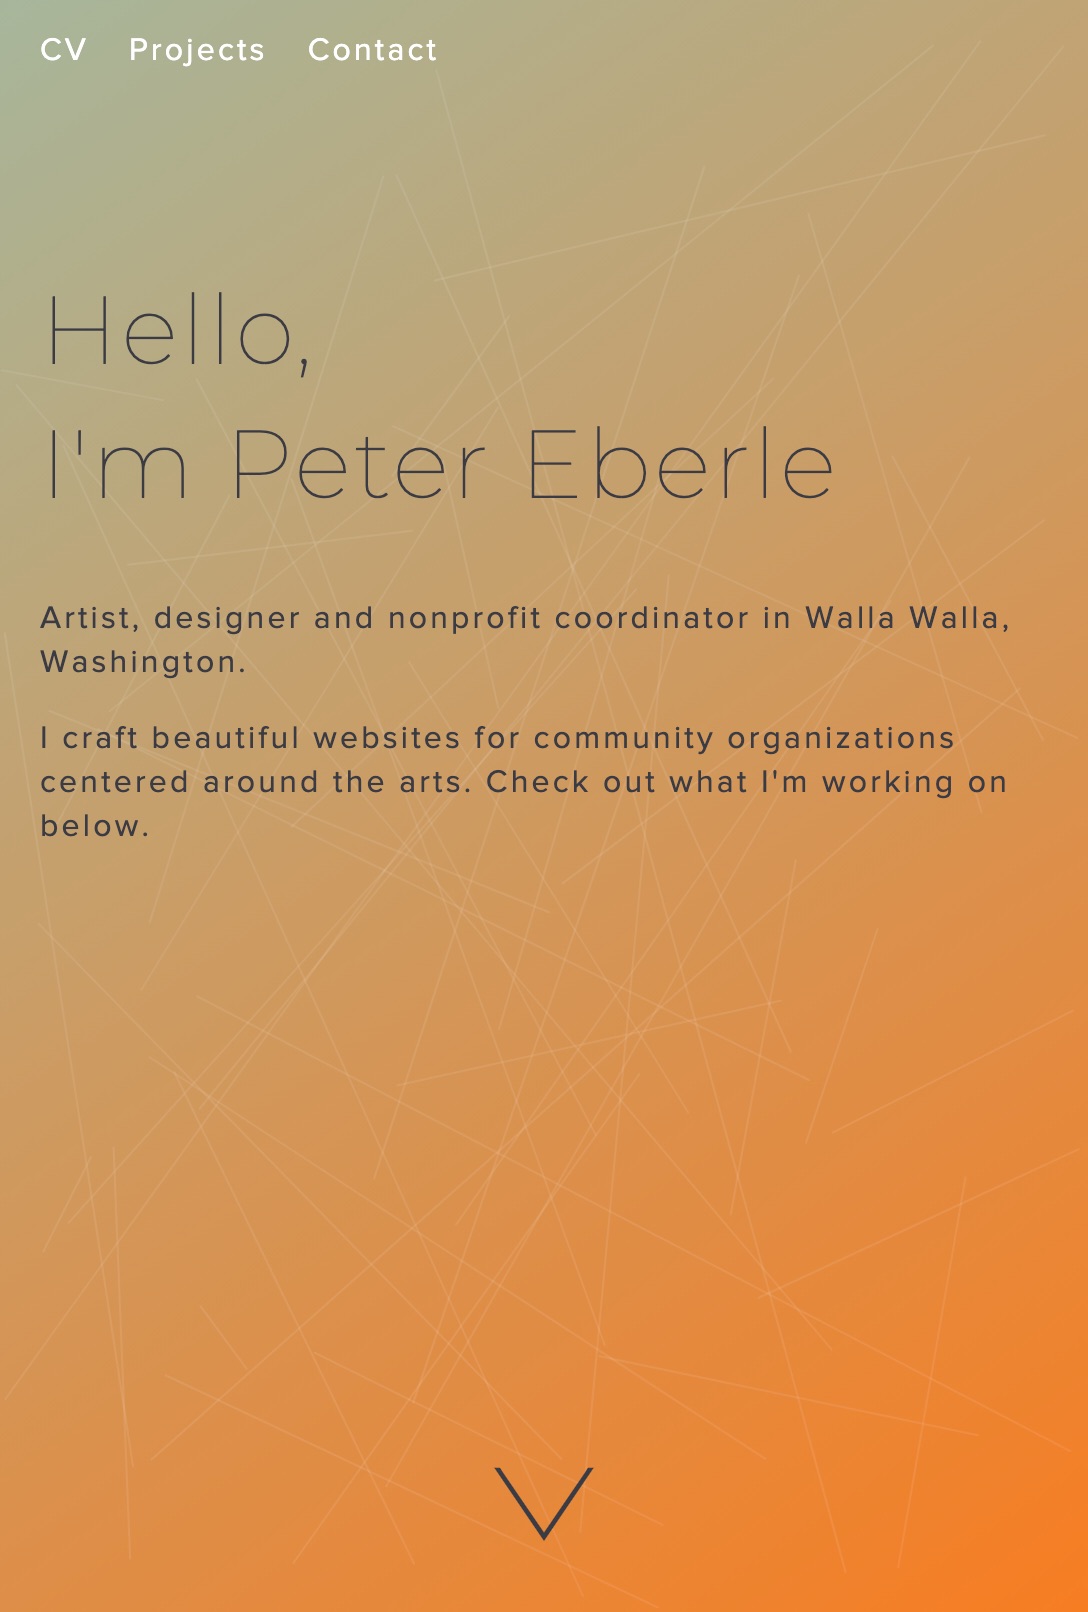 CV Projects Contact
Hello,
I'm Peter Eberle
Artist, designer and nonprofit coordinator in Walla Walla,
Washington.
I craft beautiful websites for community organizations
centered around the arts. Check out what I'm working on
below.